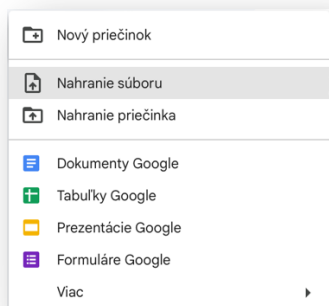 Nový priečinok
Nahranie súboru
Nahranie priečinka
Dokumenty Google
Tabuľky Google
Prezentácie Google
Formuláre Google
Viac